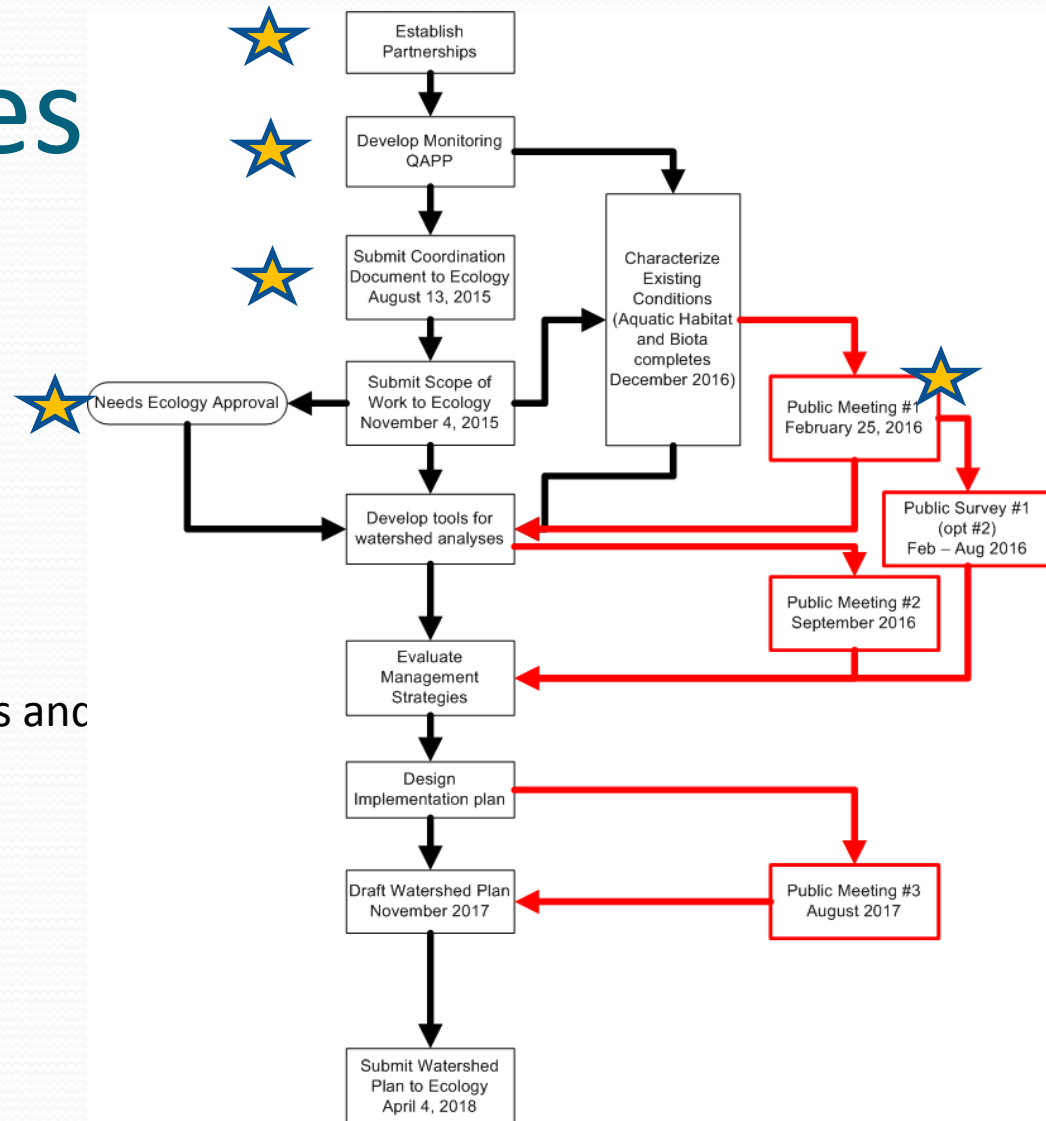 es
s and
Establish
Partnerships
Develop Monitoring
QAPP
Submit Coordination
Document to Ecology
August 13, 2015
Characterize
Existing
Conditions
(Aquatic Habitat
and Biota
completes
December 2016)
Needs Ecology Approval
Submit Scope of
Work to Ecology
November 4, 2015
Public Meeting #1
February 25, 2016
Develop tools for
watershed analyses
Public Survey #1
(opt #2)
Feb – Aug 2016
Public Meeting #2
September 2016
Evaluate
Management
Strategies
Design
Implementation plan
Draft Watershed Plan
November 2017
Public Meeting #3
August 2017
Submit Watershed
Plan to Ecology
April 4, 2018